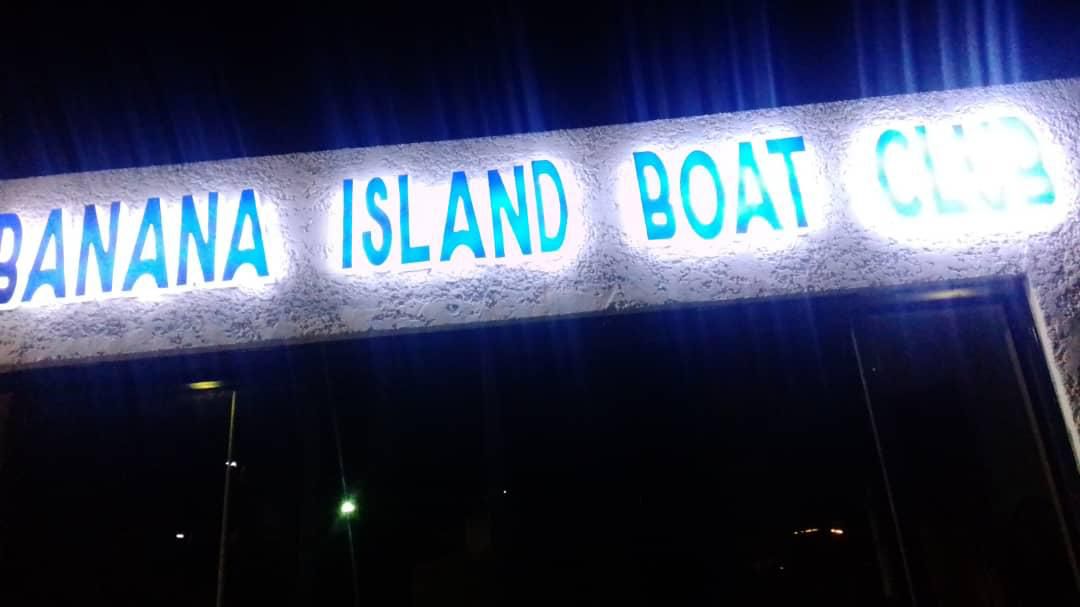 BANANA ISLAND BOAT CLUB